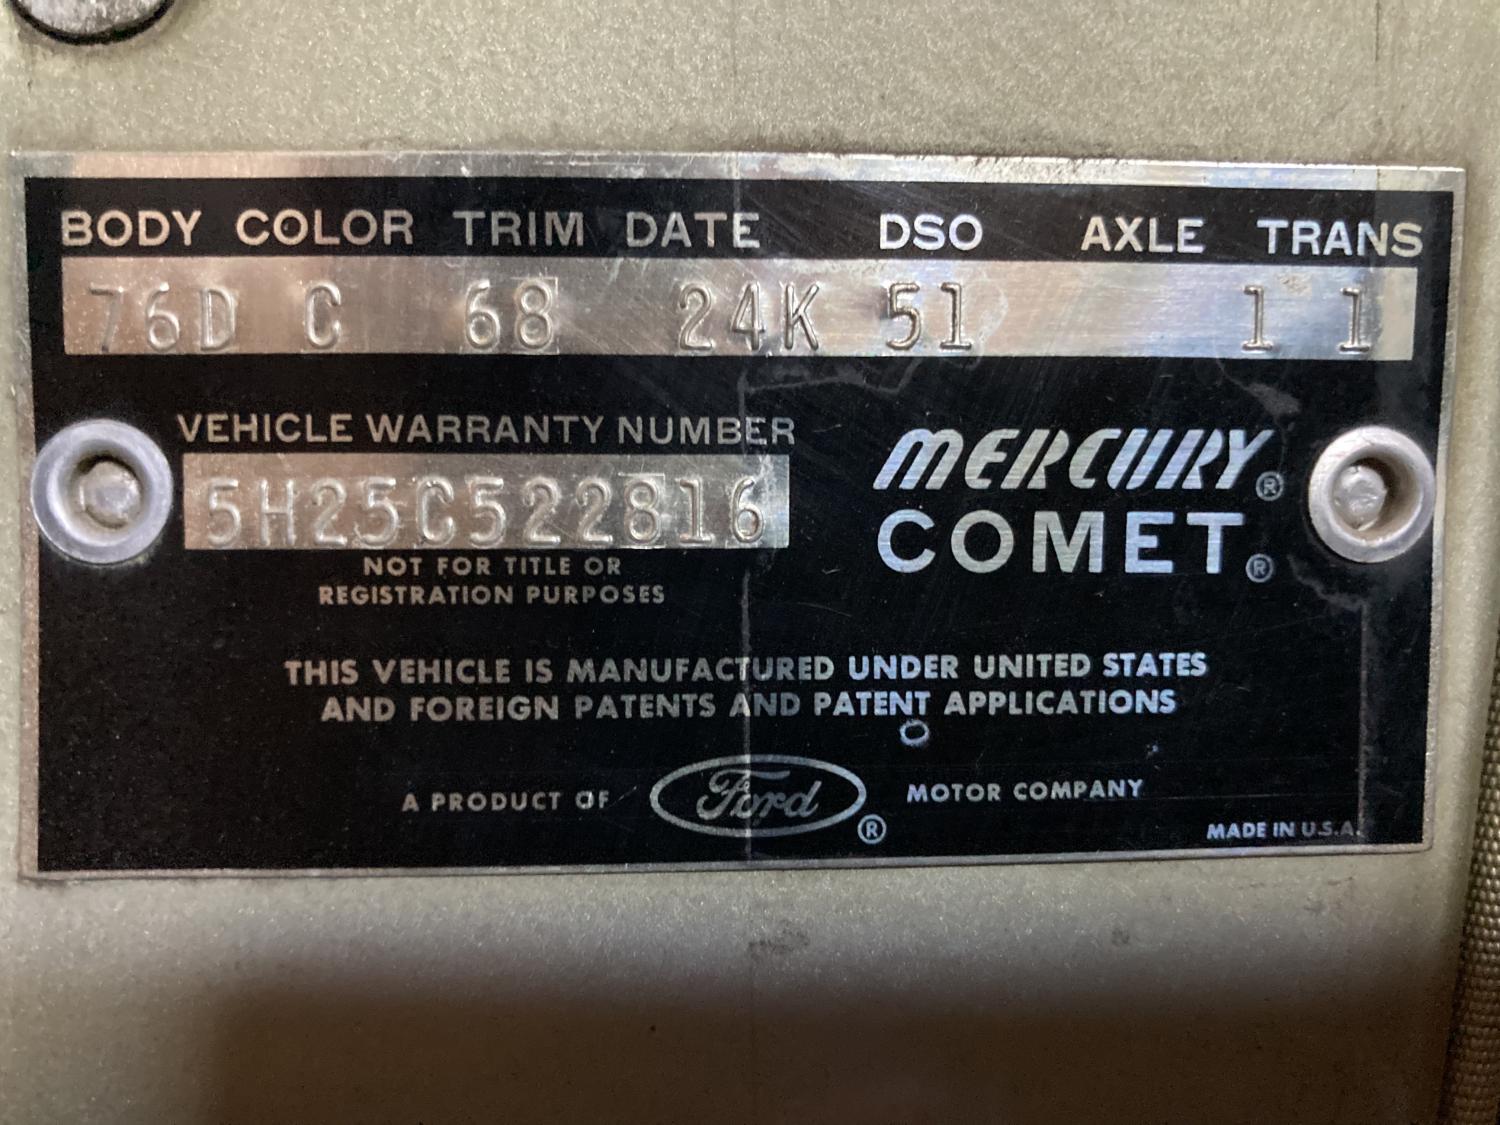 BODY COLOR TRIM DATE DSO AXLE TRANS
76D C 68 24K 51 1 1
VEHICLE WARRANTY NUMBER
5H25C522816
NOT FOR TITLE OR
REGISTRATION PURPOSES
MERCURY®
COMET®
THIS VEHICLE IS MANUFACTURED UNDER UNITED STATES
AND FOREIGN PATENTS AND PATENT APPLICATIONS
A PRODUCT OF Ford® MOTOR COMPANY
MADE IN U.S.A.